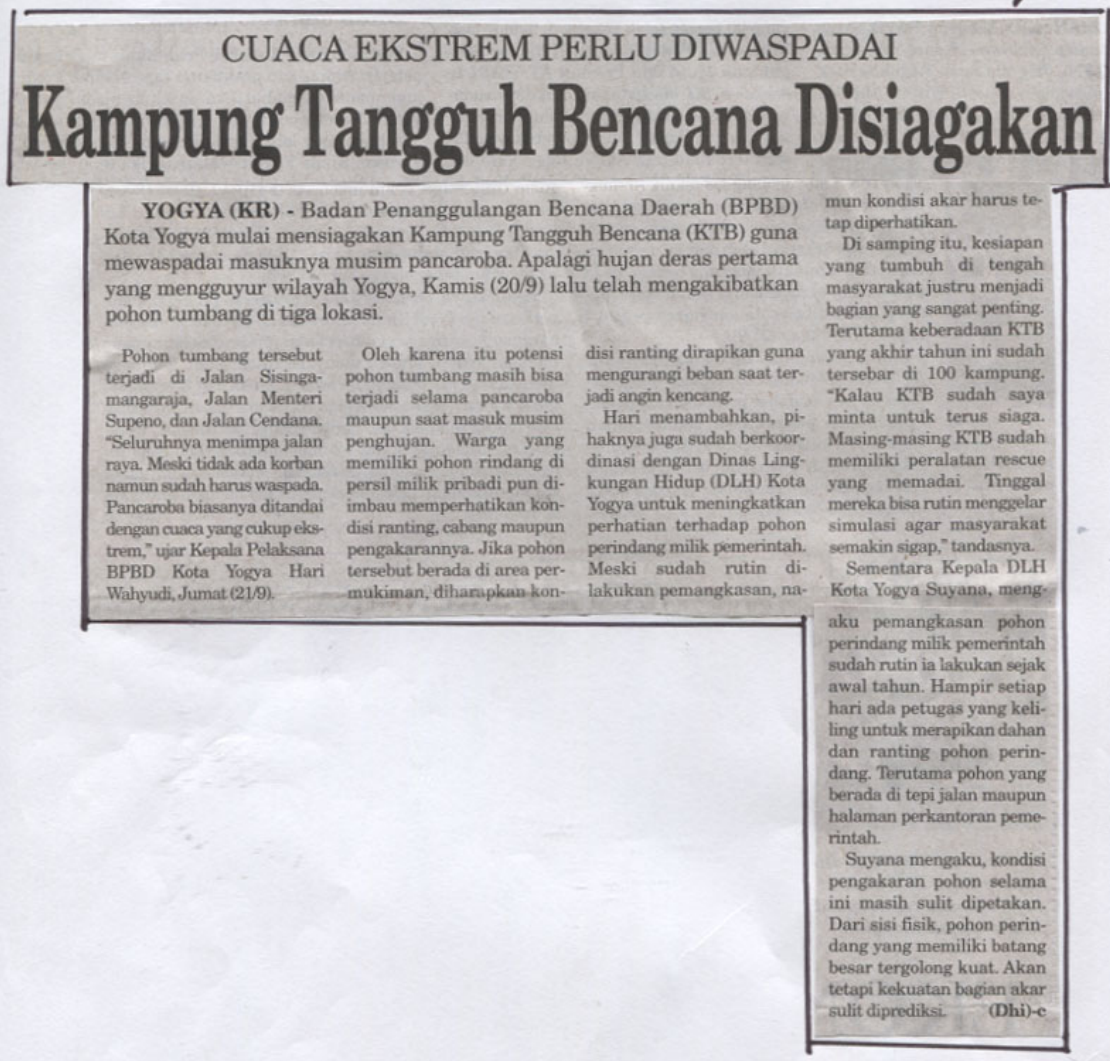 CUACA EKSTREM PERLU DIWASPADAI
Kampung Tangguh Bencana Disiagakan
YOGYA (KR) - Badan Penanggulangan Bencana Daerah (BPBD)
Kota Yogya mulai mensiagakan Kampung Tangguh Bencana (KTB) guna
mewaspadai masuknya musim pancaroba. Apalagi hujan deras pertama
yang mengguyur wilayah Yogya, Kamis (20/9) lalu telah mengakibatkan
pohon tumbang di tiga lokasi.
Pohon tumbang tersebut
terjadi di Jalan Sisinga-
mangaraja, Jalan Menteri
Supeno, dan Jalan Cendana.
“Seluruhnya menimpa jalan
raya. Meski tidak ada korban
namun sudah harus waspada.
Pancaroba biasanya ditandai
dengan cuaca yang cukup eks-
trem,” ujar Kepala Pelaksana
BPBD Kota Yogya Hari
Wahyudi, Jumat (21/9).
Oleh karena itu potensi
pohon tumbang masih bisa
terjadi selama pancaroba
maupun saat masuk musim
penghujan. Warga yang
memiliki pohon rindang di
persil milik pribadi pun di-
imbau memperhatikan kon-
disi ranting, cabang maupun
pengakarannya. Jika pohon
tersebut berada di area per-
mukiman, diharapkan kon-
disi ranting dirapikan guna
mengurangi beban saat ter-
jadi angin kencang.
Hari menambahkan, pi-
haknya juga sudah berkoor-
dinasi dengan Dinas Ling-
kungan Hidup (DLH) Kota
Yogya untuk meningkatkan
perhatian terhadap pohon
perindang milik pemerintah.
Meski sudah rutin di-
lakukan pemangkasan, na-
mun kondisi akar harus te-
tap diperhatikan.
Di samping itu, kesiapan
yang tumbuh di tengah
masyarakat justru menjadi
bagian yang sangat penting.
Terutama keberadaan KTB
yang akhir tahun ini sudah
tersebar di 100 kampung.
“Kalau KTB sudah saya
minta untuk terus siaga.
Masing-masing KTB sudah
memiliki peralatan rescue
yang memadai. Tinggal
mereka bisa rutin menggelar
simulasi agar masyarakat
semakin sigap,” tandasnya.
Sementara Kepala DLH
Kota Yogya Suyana, meng-
aku pemangkasan pohon
perindang milik pemerintah
sudah rutin ia lakukan sejak
awal tahun. Hampir setiap
hari ada petugas yang keli-
ling untuk merapikan dahan
dan ranting pohon perin-
dang. Terutama pohon yang
berada di tepi jalan maupun
halaman perkantoran peme-
rintah.
Suyana mengaku, kondisi
pengakaran pohon selama
ini masih sulit dipetakan.
Dari sisi fisik, pohon perin-
dang yang memiliki batang
besar tergolong kuat. Akan
tetapi kekuatan bagian akar
sulit diprediksi. (Dhi)-c